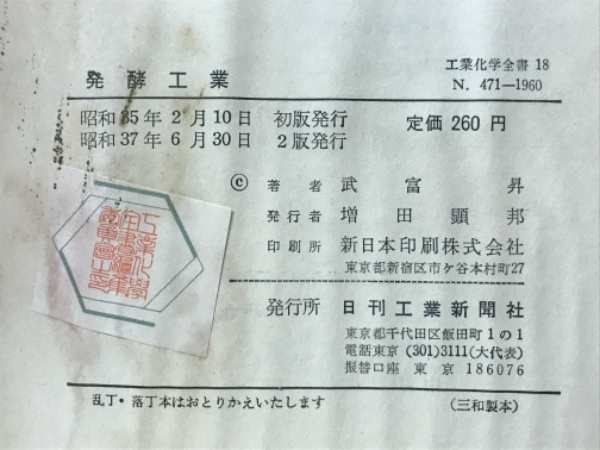 工業化学全書 18
発酵工業
N. 471—1960
昭和35年2月10日 初版発行
定価 260 円
昭和37年6月30日 2版発行
ⓒ 著者 武富昇
発行者 増田顕邦
印刷所 新日本印刷株式会社
東京都新宿区市ケ谷本村町27
発行所 日刊工業新聞社
東京都千代田区飯田町1の1
電話東京 (301)3111(大代表)
振替口座 東京 186076
乱丁・落丁本はおとりかえいたします
(三和製本)